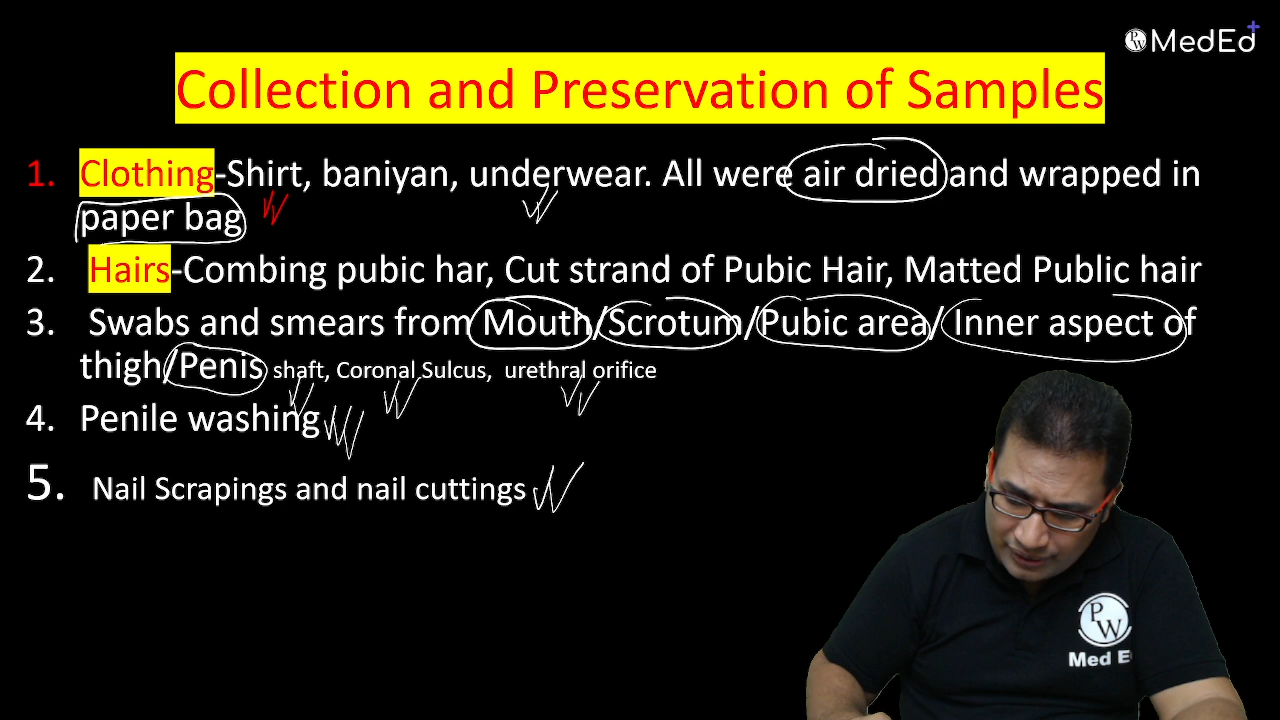 PW MedEd+
Collection and Preservation of Samples
1. Clothing-Shirt, baniyan, underwear. All were air dried and wrapped in
paper bag
2. Hairs-Combing pubic har, Cut strand of Pubic Hair, Matted Public hair
3. Swabs and smears from Mouth/Scrotum/Pubic area/ Inner aspect of
thigh/Penis shaft, Coronal Sulcus, urethral orifice
4. Penile washing
5. Nail Scrapings and nail cuttings
PW
Med E